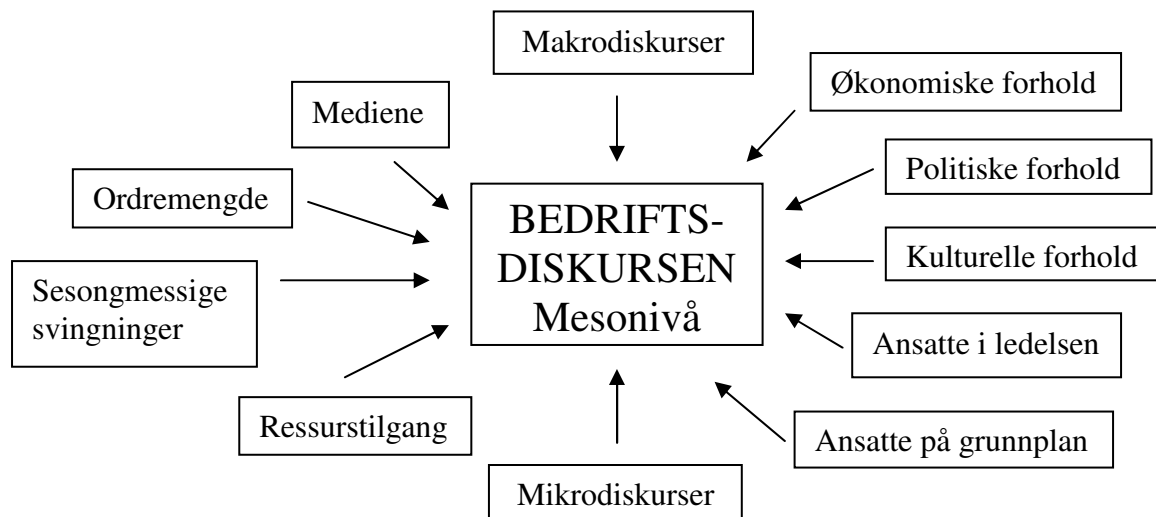 Makrodiskurser
Økonomiske forhold
Mediene
Politiske forhold
Ordremengde
BEDRIFTS-
DISKURSEN
Mesonivå
Kulturelle forhold
Sesongmessige
svingninger
Ansatte i ledelsen
Ressurstilgang
Ansatte på grunnplan
Mikrodiskurser